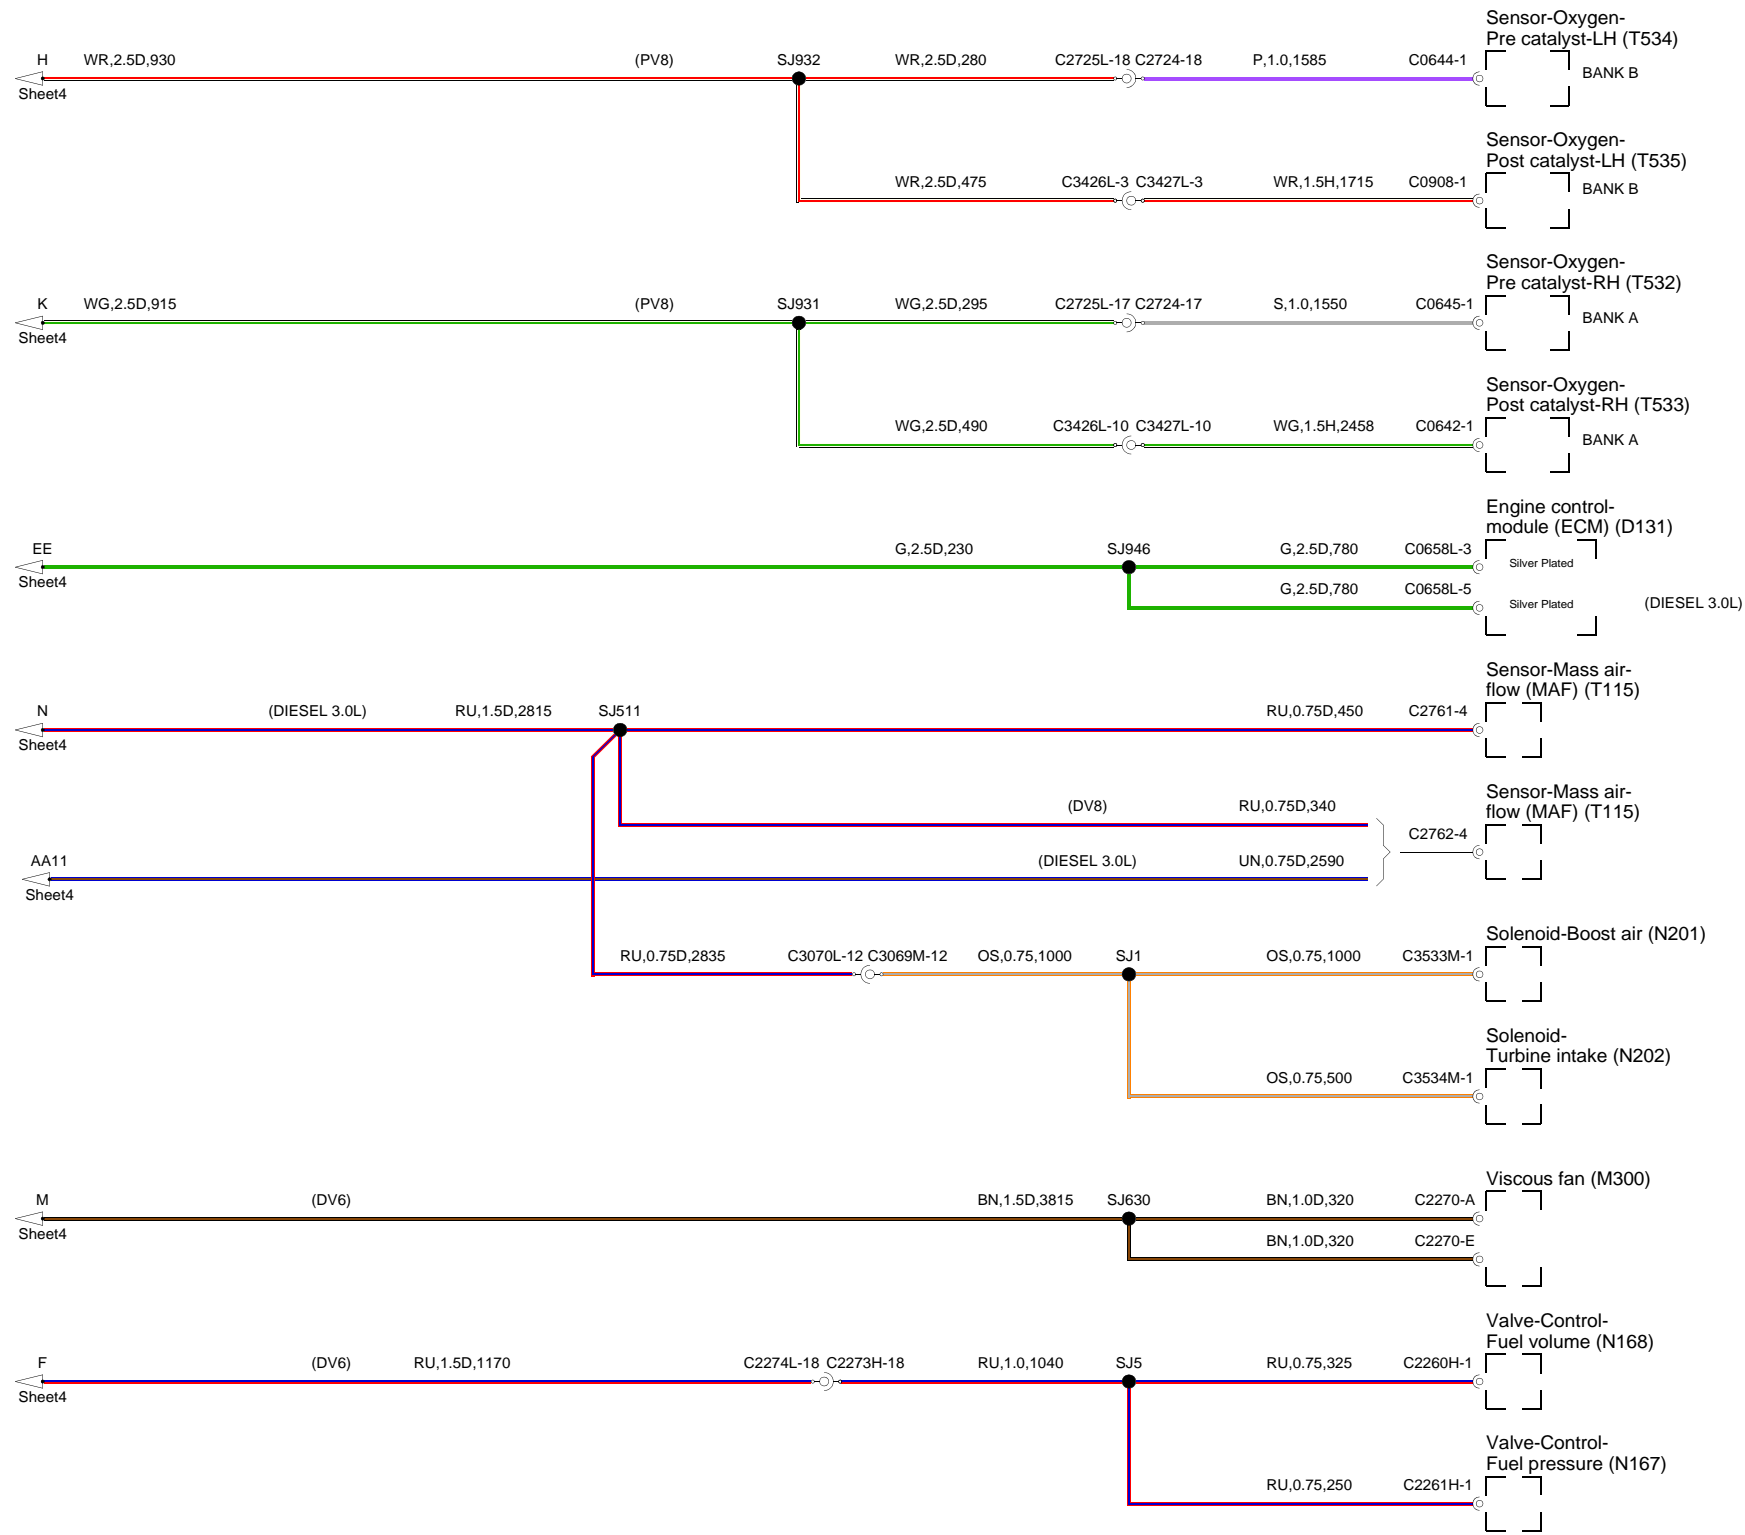 Sensor-Oxygen-
Pre catalyst-LH (T534)
H WR,2.5D,930 (PV8) SJ932 WR,2.5D,280 C2725L-18 C2724-18 P,1.0,1585 C0644-1
BANK B
Sheet4
Sensor-Oxygen-
Post catalyst-LH (T535)
WR,2.5D,475 C3426L-3 C3427L-3 WR,1.5H,1715 C0908-1
BANK B
Sensor-Oxygen-
Pre catalyst-RH (T532)
K WG,2.5D,915 (PV8) SJ931 WG,2.5D,295 C2725L-17 C2724-17 S,1.0,1550 C0645-1
BANK A
Sheet4
Sensor-Oxygen-
Post catalyst-RH (T533)
WG,2.5D,490 C3426L-10 C3427L-10 WG,1.5H,2458 C0642-1
BANK A
Engine control-
module (ECM) (D131)
EE G,2.5D,230 SJ946 G,2.5D,780 C0658L-3
Silver Plated
Sheet4
G,2.5D,780 C0658L-5
Silver Plated (DIESEL 3.0L)
Sensor-Mass air-
flow (MAF) (T115)
N (DIESEL 3.0L) RU,1.5D,2815 SJ511 RU,0.75D,450 C2761-4
Sheet4
Sensor-Mass air-
flow (MAF) (T115)
(DV8) RU,0.75D,340
C2762-4
AA11 (DIESEL 3.0L) UN,0.75D,2590
Sheet4
Solenoid-Boost air (N201)
RU,0.75D,2835 C3070L-12 C3069M-12 OS,0.75,1000 SJ1 OS,0.75,1000 C3533M-1
Solenoid-
Turbine intake (N202)
OS,0.75,500 C3534M-1
Viscous fan (M300)
M (DV6) BN,1.5D,3815 SJ630 BN,1.0D,320 C2270-A
Sheet4
BN,1.0D,320 C2270-E
Valve-Control-
Fuel volume (N168)
F (DV6) RU,1.5D,1170 C2274L-18 C2273H-18 RU,1.0,1040 SJ5 RU,0.75,325 C2260H-1
Sheet4
Valve-Control-
Fuel pressure (N167)
RU,0.75,250 C2261H-1